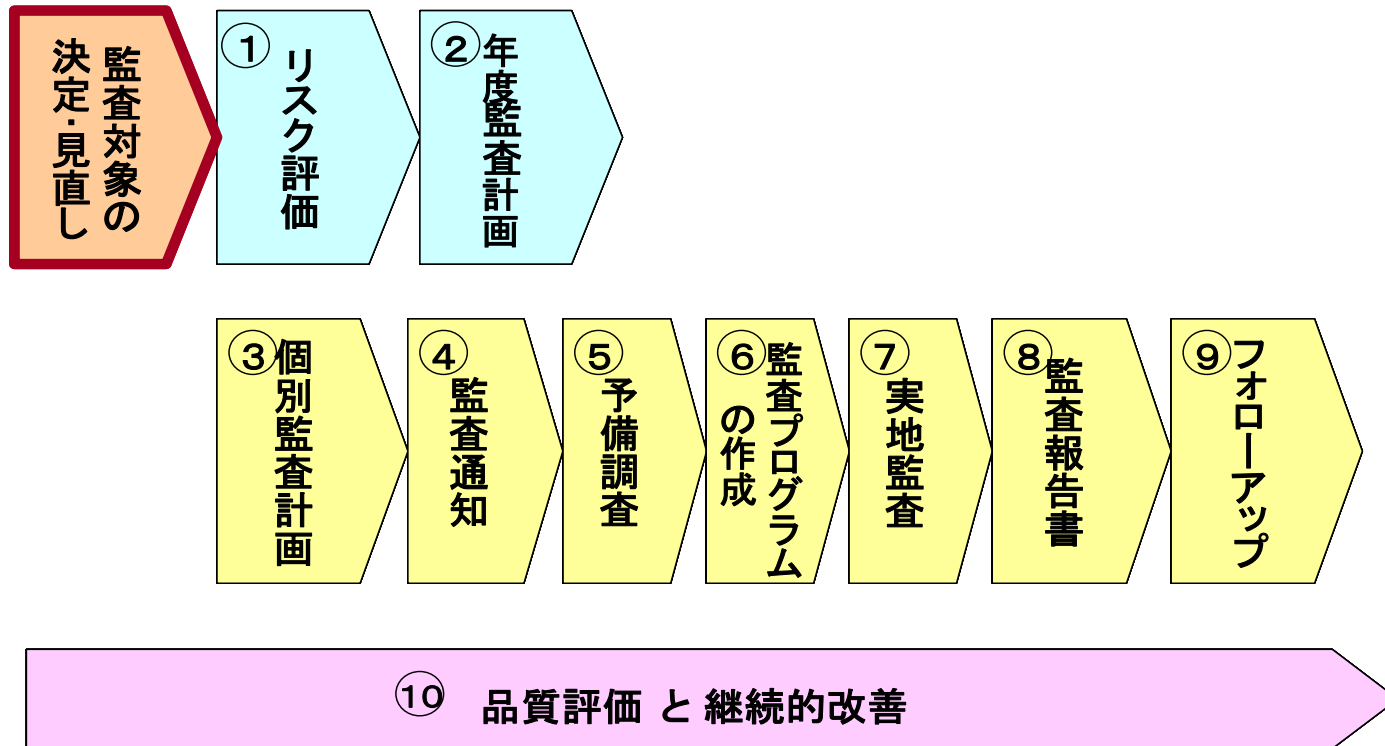 監査対象の
決定・見直し
①
リスク評価
②
年度監査計画
③
個別監査計画
④
監査通知
⑤
予備調査
⑥
監査プログラム
の作成
⑦
実地監査
⑧
監査報告書
⑨
フォローアップ
⑩ 品質評価 と 継続的改善